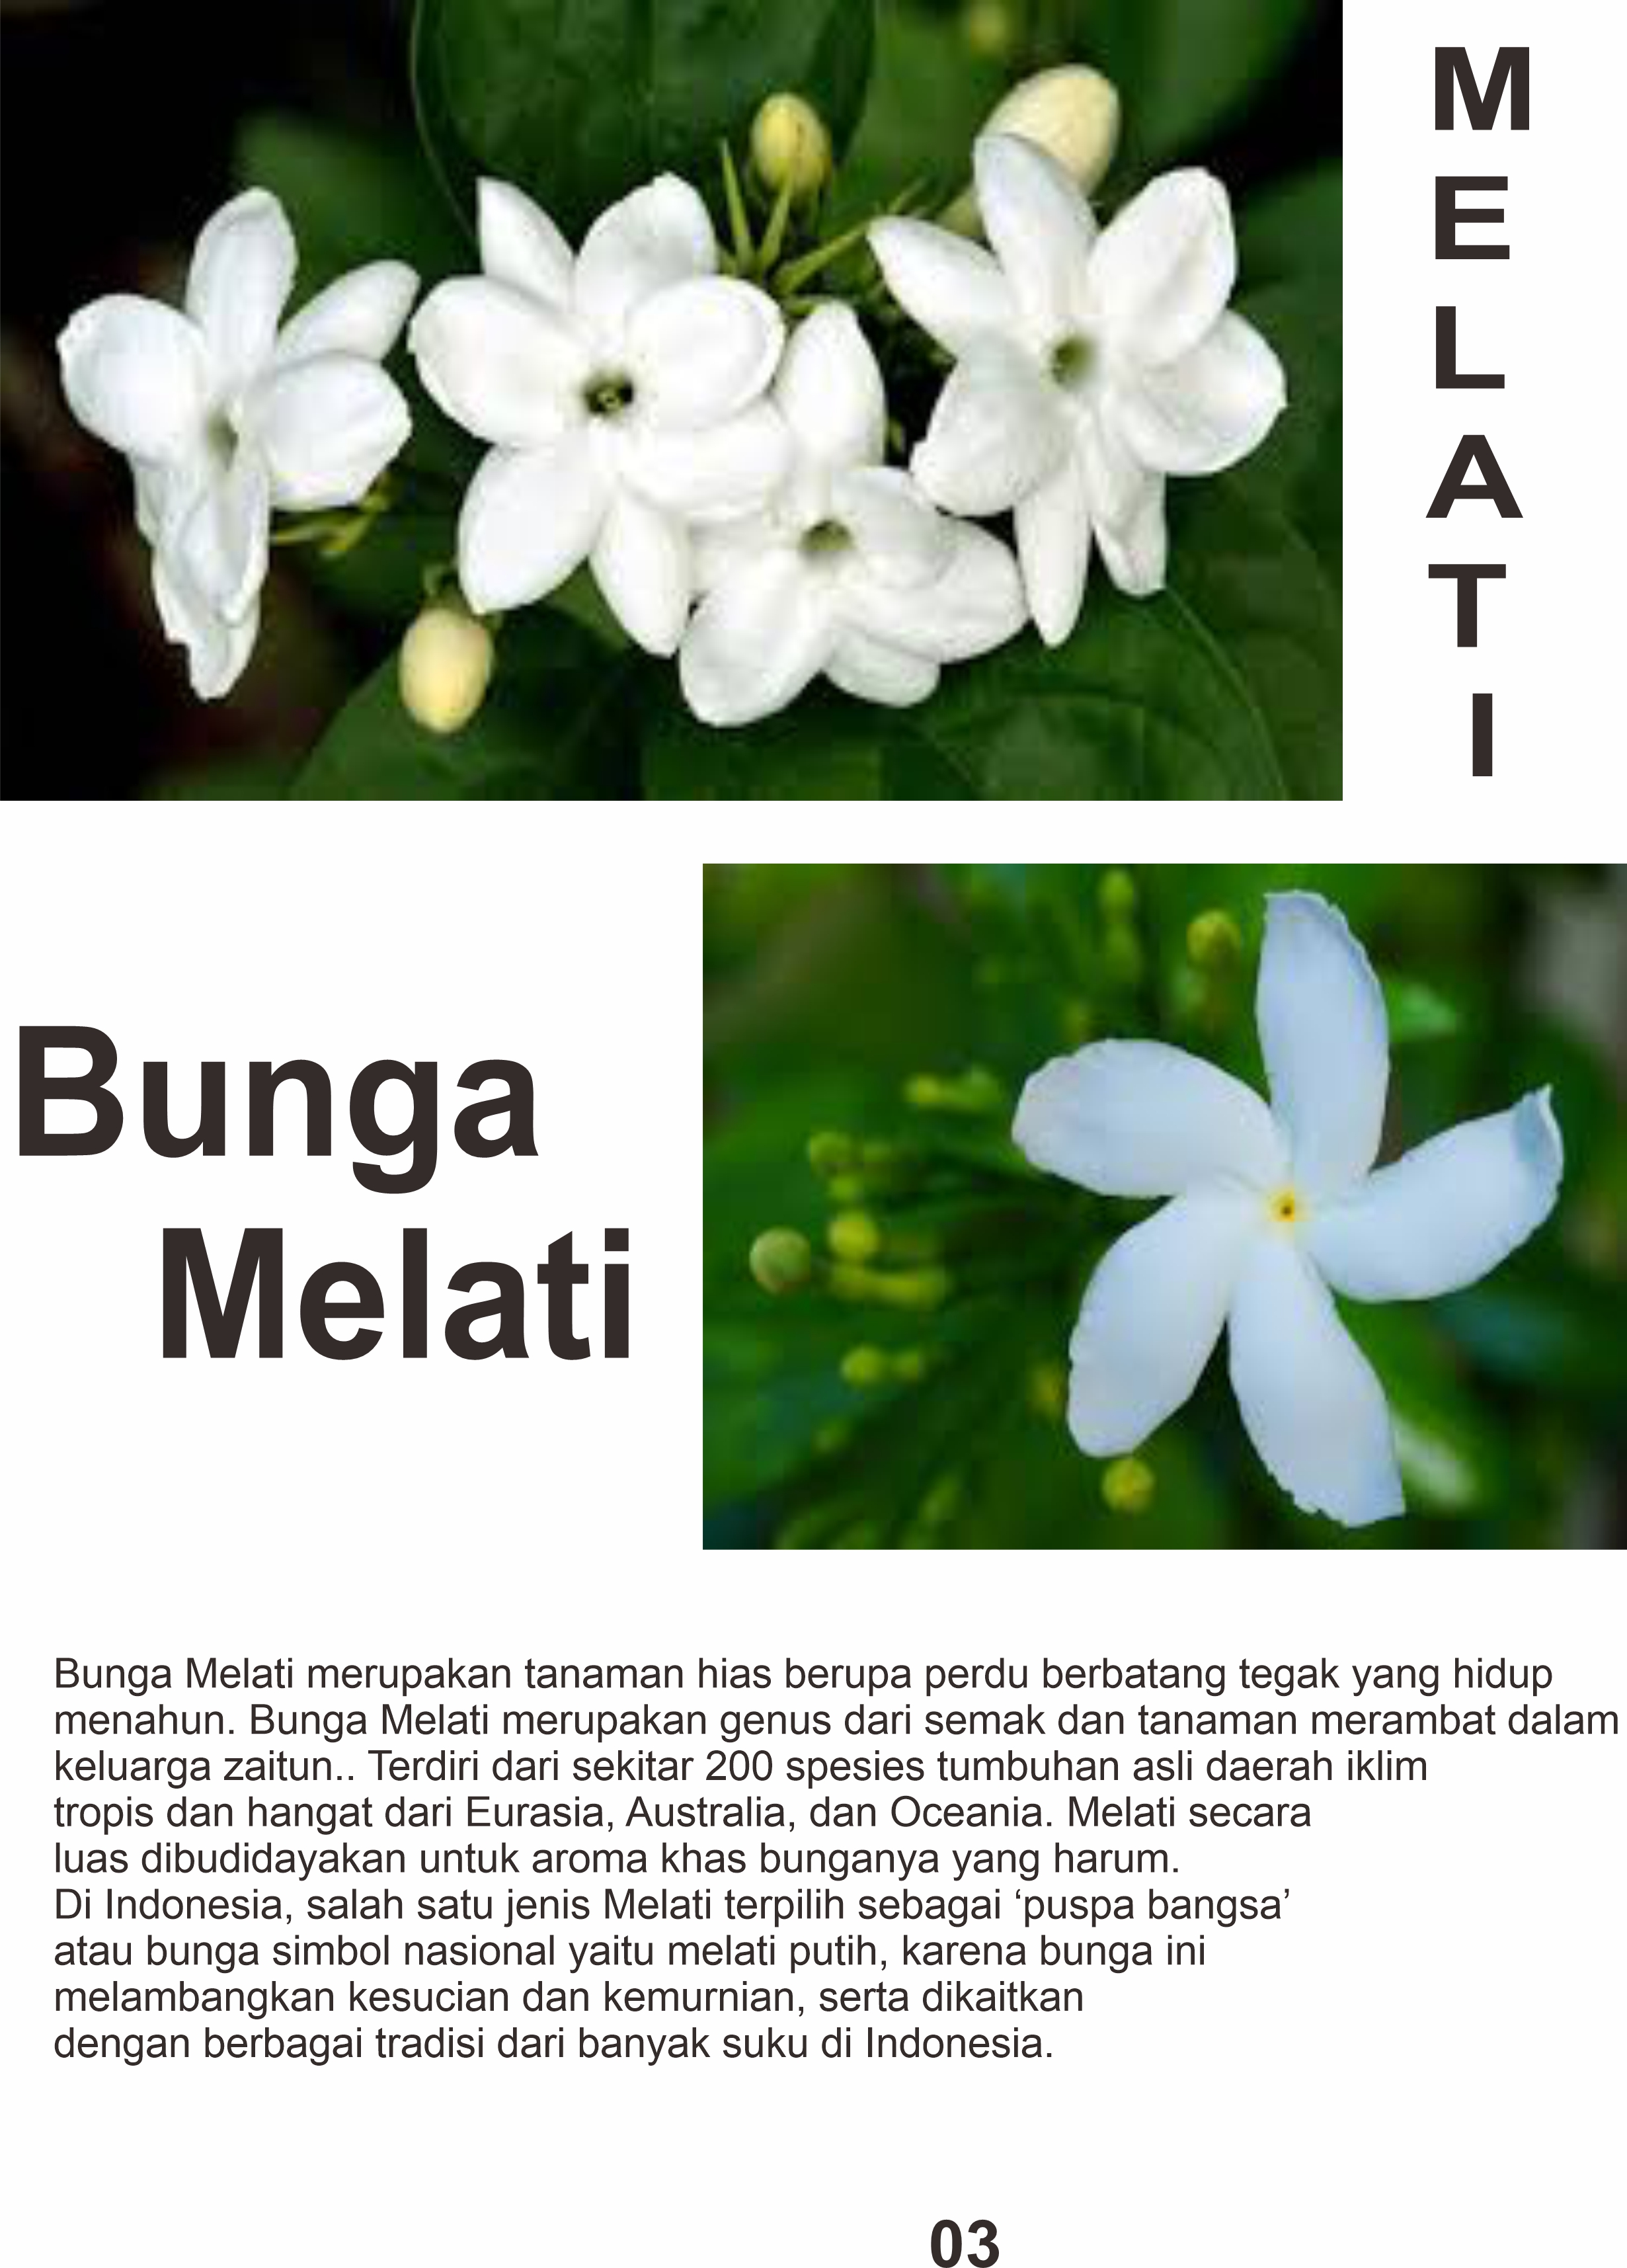 M
E
L
A
T
I
Bunga
Melati
Bunga Melati merupakan tanaman hias berupa perdu berbatang tegak yang hidup
menahun. Bunga Melati merupakan genus dari semak dan tanaman merambat dalam
keluarga zaitun.. Terdiri dari sekitar 200 spesies tumbuhan asli daerah iklim
tropis dan hangat dari Eurasia, Australia, dan Oceania. Melati secara
luas dibudidayakan untuk aroma khas bunganya yang harum.
Di Indonesia, salah satu jenis Melati terpilih sebagai ‘puspa bangsa’
atau bunga simbol nasional yaitu melati putih, karena bunga ini
melambangkan kesucian dan kemurnian, serta dikaitkan
dengan berbagai tradisi dari banyak suku di Indonesia.
03